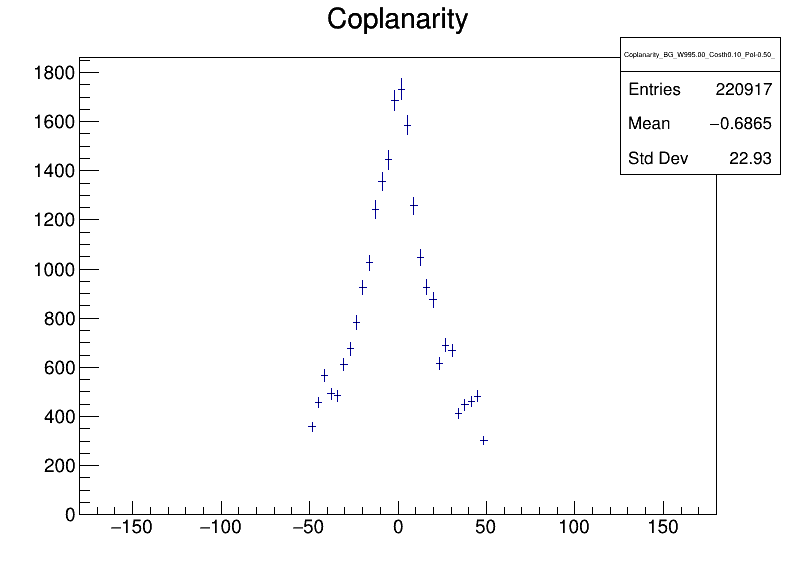 Coplanarity
Coplanarity_BG_W995.00_Costh0.10_Pol-0.50_
Entries 220917
Mean −0.6865
Std Dev 22.93
1800
1600
1400
1200
1000
800
600
400
200
0
−150 −100 −50 0 50 100 150